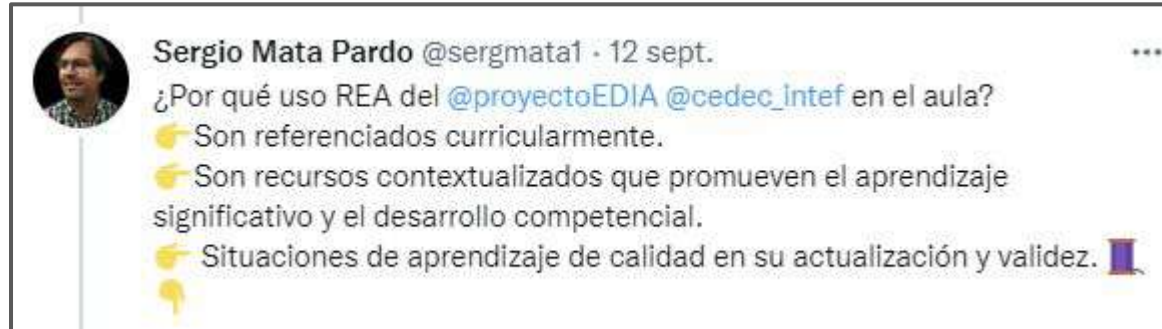 Sergio Mata Pardo @sergmata1 · 12 sept.
¿Por qué uso REA del @proyectoEDIA @cedec_intef en el aula?
👉Son referenciados curricularmente.
👉Son recursos contextualizados que promueven el aprendizaje
significativo y el desarrollo competencial.
👉 Situaciones de aprendizaje de calidad en su actualización y validez. 🧵
👇